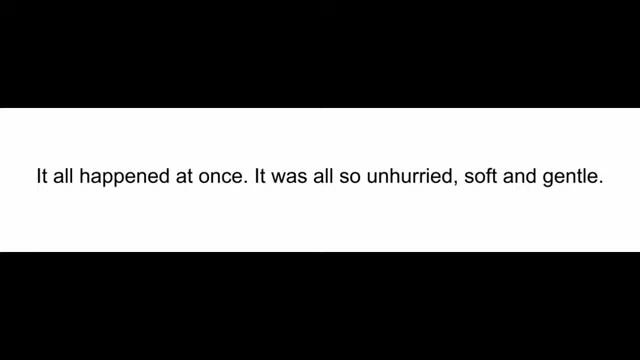 It all happened at once. It was all so unhurried, soft and gentle.